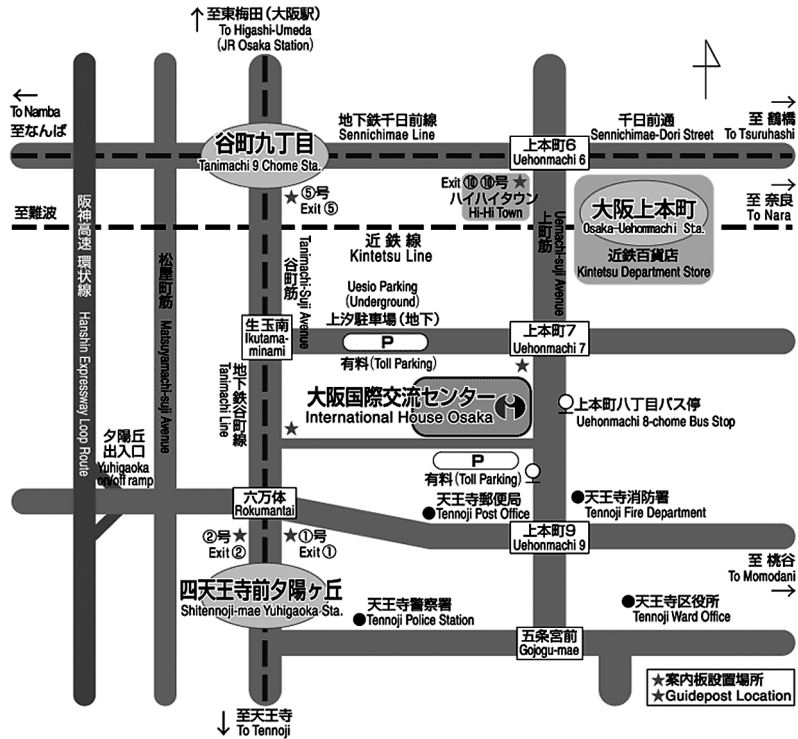 至東梅田（大阪駅）
To Higashi-Umeda
(JR Osaka Station)
To Namba
至なんば
谷町九丁目
Tanimachi 9 Chome Sta.
地下鉄千日前線
Sennichimae Line
上本町6
Uehonmachi 6
千日前通
Sennichimae-Dori Street
至 鶴橋
To Tsuruhashi
⑤号
Exit ⑤
Exit ⑩ ⑩号
ハイハイタウン
Hi-Hi Town
大阪上本町
Osaka-Uehommachi Sta.
近鉄百貨店
Kintetsu Department Store
至 奈良
To Nara
至難波
近 鉄 線
Kintetsu Line
阪神高速 環状線
Hanshin Expressway Loop Route
松屋町筋
Matsuyamachi-suji Avenue
谷町筋
Tanimachi-Suji Avenue
上町筋
Uemachi-suji Avenue
Uesio Parking
(Underground)
上汐駐車場（地下）
P
有料(Toll Parking)
生玉南
Ikutama-
minami
上本町7
Uehonmachi 7
地下鉄谷町線
Tanimachi Line
大阪国際交流センター
International House Osaka
上本町八丁目バス停
Uehonmachi 8-chome Bus Stop
夕陽丘
出入口
Yuhigaoka
on/off ramp
P
有料(Toll Parking)
六万体
Rokumantai
天王寺郵便局
Tennoji Post Office
天王寺消防署
Tennoji Fire Department
②号
Exit ②
①号
Exit ①
上本町9
Uehonmachi 9
至 桃谷
To Momodani
四天王寺前夕陽ヶ丘
Shitennoji-mae Yuhigaoka Sta.
天王寺警察署
Tennoji Police Station
天王寺区役所
Tennoji Ward Office
五条宮前
Gojogu-mae
★案内板設置場所
★Guidepost Location
至天王寺
To Tennoji